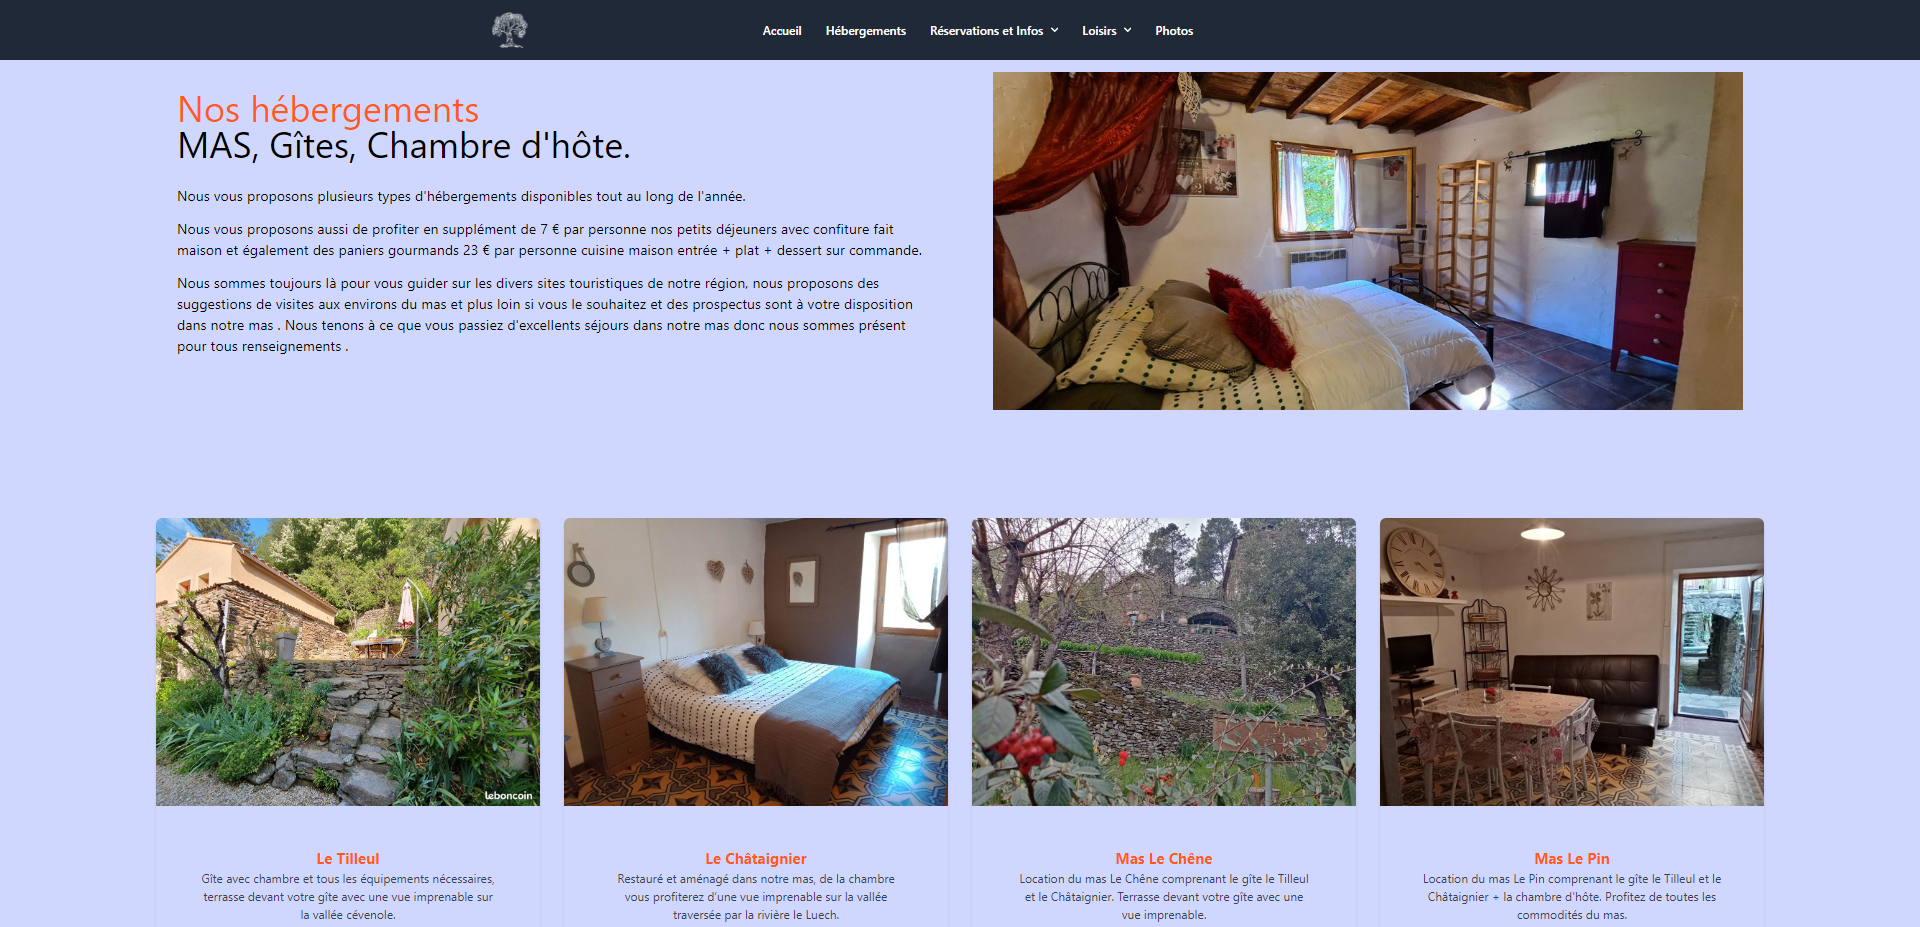 Accueil Hébergements Réservations et Infos Loisirs Photos
Nos hébergements
MAS, Gîtes, Chambre d'hôte.
Nous vous proposons plusieurs types d'hébergements disponibles tout au long de l'année.
Nous vous proposons aussi de profiter en supplément de 7 € par personne nos petits déjeuners avec confiture fait
maison et également des paniers gourmands 23 € par personne cuisine maison entrée + plat + dessert sur commande.
Nous sommes toujours là pour vous guider sur les divers sites touristiques de notre région, nous proposons des
suggestions de visites aux environs du mas et plus loin si vous le souhaitez et des prospectus sont à votre disposition
dans notre mas . Nous tenons à ce que vous passiez d'excellents séjours dans notre mas donc nous sommes présent
pour tous renseignements .
leboncoin
Le Tilleul
Gîte avec chambre et tous les équipements nécessaires,
terrasse devant votre gîte avec une vue imprenable sur
la vallée cévenole.
Le Châtaignier
Restauré et aménagé dans notre mas, de la chambre
vous profiterez d'une vue imprenable sur la vallée
traversée par la rivière le Luech.
Mas Le Chêne
Location du mas Le Chêne comprenant le gîte le Tilleul
et le Châtaignier. Terrasse devant votre gîte avec une
vue imprenable.
Mas Le Pin
Location du mas Le Pin comprenant le gîte le Tilleul et le
Châtaignier + la chambre d'hôte. Profitez de toutes les
commodités du mas.